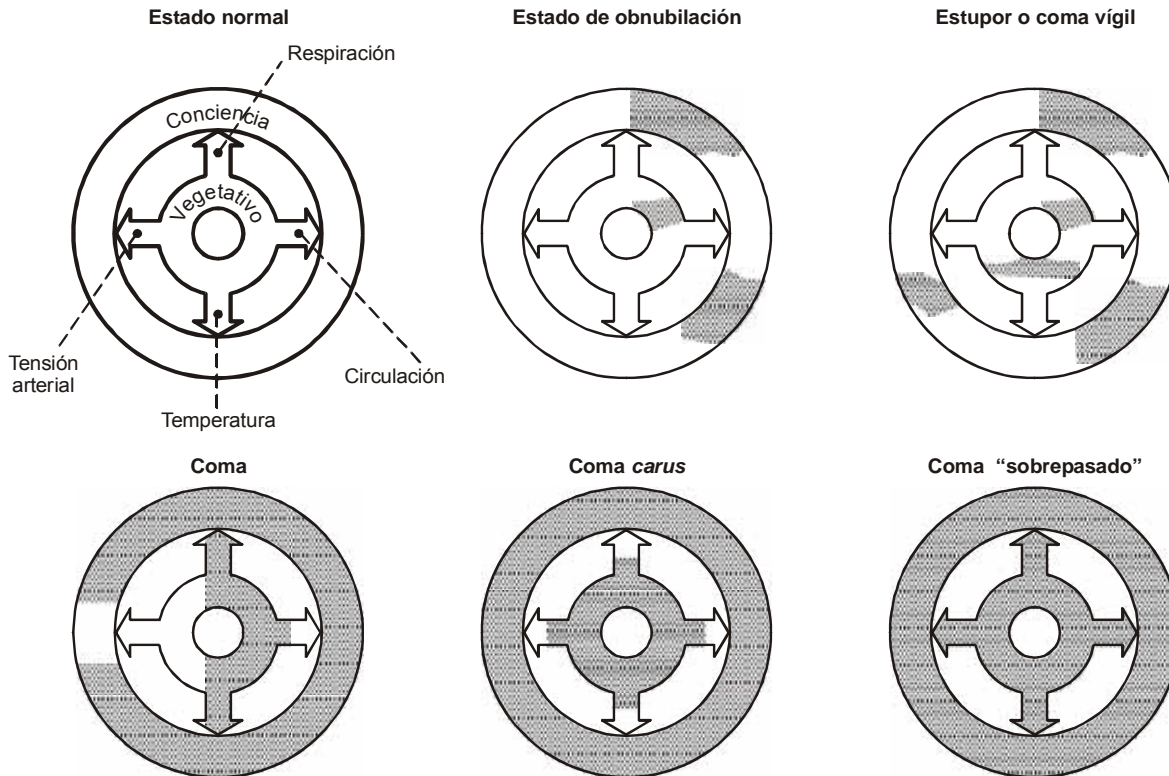 Estado normal
Estado de obnubilación
Estupor o coma vígil
Respiración
Conciencia
Vegetativo
Tensión
arterial
Circulación
Temperatura
Coma
Coma carus
Coma “sobrepasado”